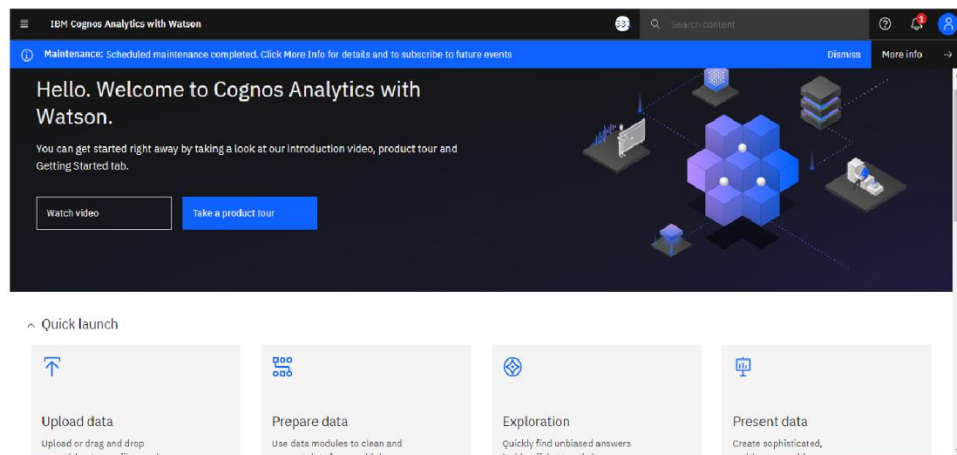 IBM Cognos Analytics with Watson
Search content
1
Maintenance: Scheduled maintenance completed. Click More Info for details and to subscribe to future events
Dismiss
More info
Hello. Welcome to Cognos Analytics with
Watson.
You can get started right away by taking a look at our introduction video, product tour and
Getting Started tab.
Watch video
Take a product tour
Quick launch
Upload data
Upload or drag and drop
Prepare data
Use data modules to clean and
Exploration
Quickly find unbiased answers
Present data
Create sophisticated,